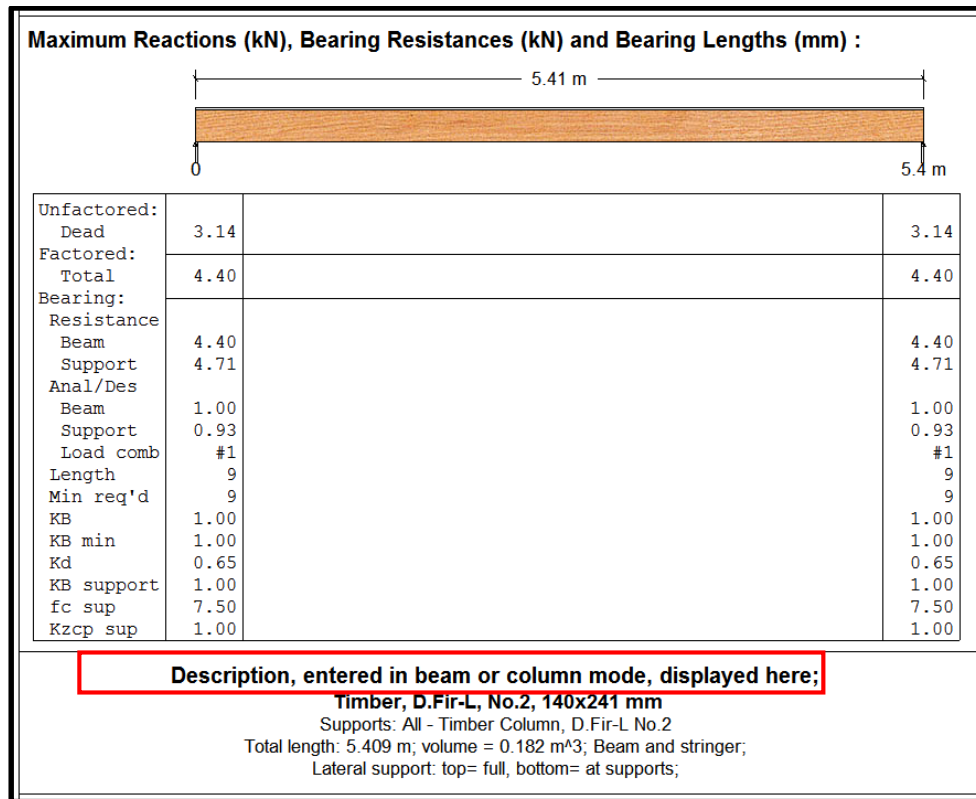 Maximum Reactions (kN), Bearing Resistances (kN) and Bearing Lengths (mm) :
5.41 m
0 5.4 m
Unfactored:
Dead 3.14 3.14
Factored:
Total 4.40 4.40
Bearing:
Resistance
Beam 4.40 4.40
Support 4.71 4.71
Anal/Des
Beam 1.00 1.00
Support 0.93 0.93
Load comb #1 #1
Length 9 9
Min req'd 9 9
KB 1.00 1.00
KB min 1.00 1.00
Kd 0.65 0.65
KB support 1.00 1.00
fc sup 7.50 7.50
Kzcp sup 1.00 1.00
Description, entered in beam or column mode, displayed here;
Timber, D.Fir-L, No.2, 140x241 mm
Supports: All - Timber Column, D.Fir-L No.2
Total length: 5.409 m; volume = 0.182 m^3; Beam and stringer;
Lateral support: top= full, bottom= at supports;